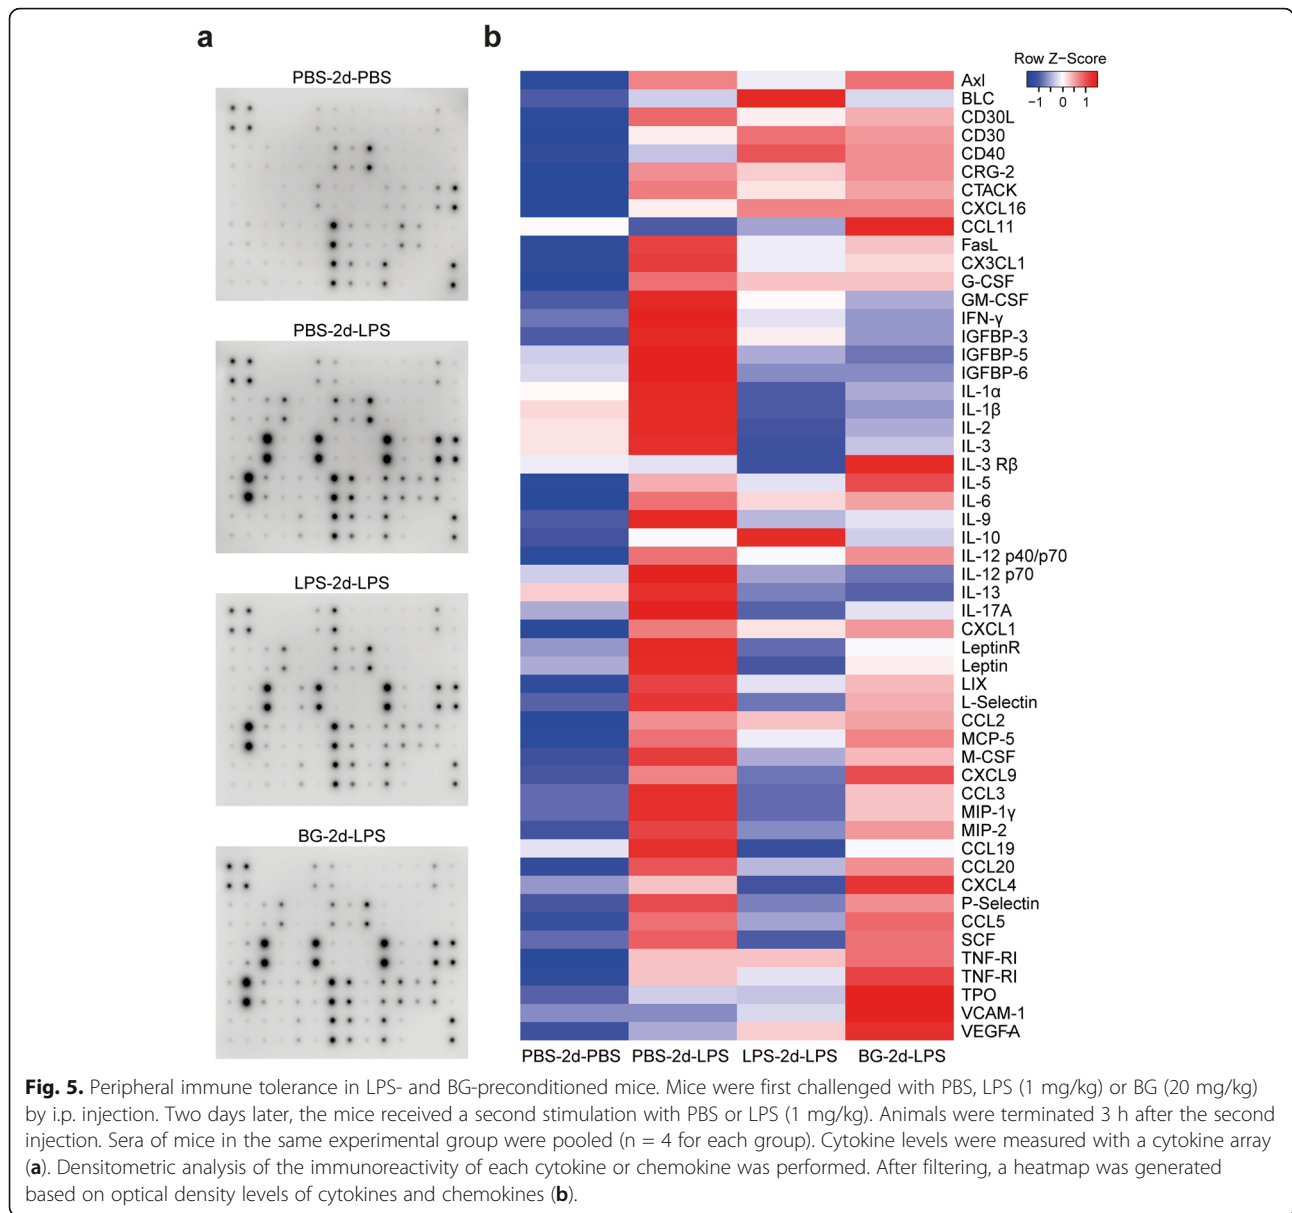 a
b
PBS-2d-PBS
PBS-2d-LPS
LPS-2d-LPS
BG-2d-LPS
Row Z−Score
−1 0 1
Axl
BLC
CD30L
CD30
CD40
CRG-2
CTACK
CXCL16
CCL11
FasL
CX3CL1
G-CSF
GM-CSF
IFN-γ
IGFBP-3
IGFBP-5
IGFBP-6
IL-1α
IL-1β
IL-2
IL-3
IL-3 Rβ
IL-5
IL-6
IL-9
IL-10
IL-12 p40/p70
IL-12 p70
IL-13
IL-17A
CXCL1
LeptinR
Leptin
LIX
L-Selectin
CCL2
MCP-5
M-CSF
CXCL9
CCL3
MIP-1γ
MIP-2
CCL19
CCL20
CXCL4
P-Selectin
CCL5
SCF
TNF-RI
TNF-RI
TPO
VCAM-1
VEGF-A
PBS-2d-PBS PBS-2d-LPS LPS-2d-LPS BG-2d-LPS
Fig. 5. Peripheral immune tolerance in LPS- and BG-preconditioned mice. Mice were first challenged with PBS, LPS (1 mg/kg) or BG (20 mg/kg)
by i.p. injection. Two days later, the mice received a second stimulation with PBS or LPS (1 mg/kg). Animals were terminated 3 h after the second
injection. Sera of mice in the same experimental group were pooled (n = 4 for each group). Cytokine levels were measured with a cytokine array
(a). Densitometric analysis of the immunoreactivity of each cytokine or chemokine was performed. After filtering, a heatmap was generated
based on optical density levels of cytokines and chemokines (b).